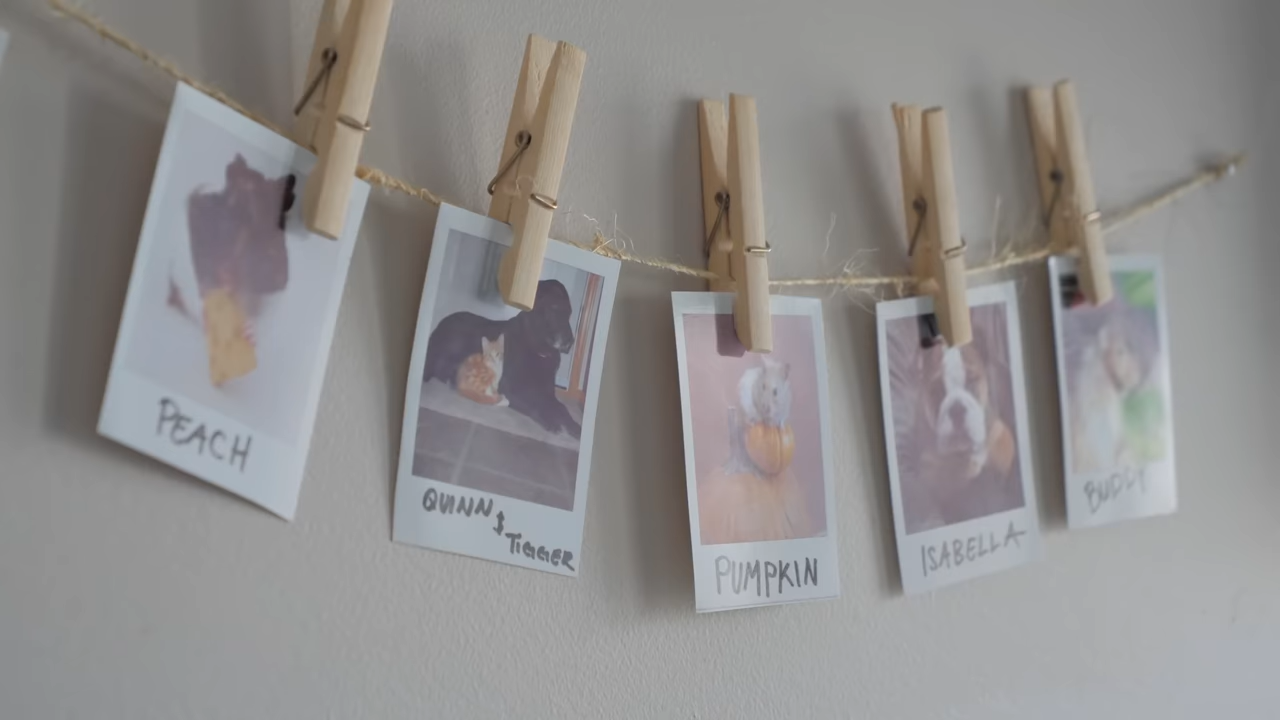 PEACH
QUINN &
TIGGER
PUMPKIN
ISABELLA
BUDDY